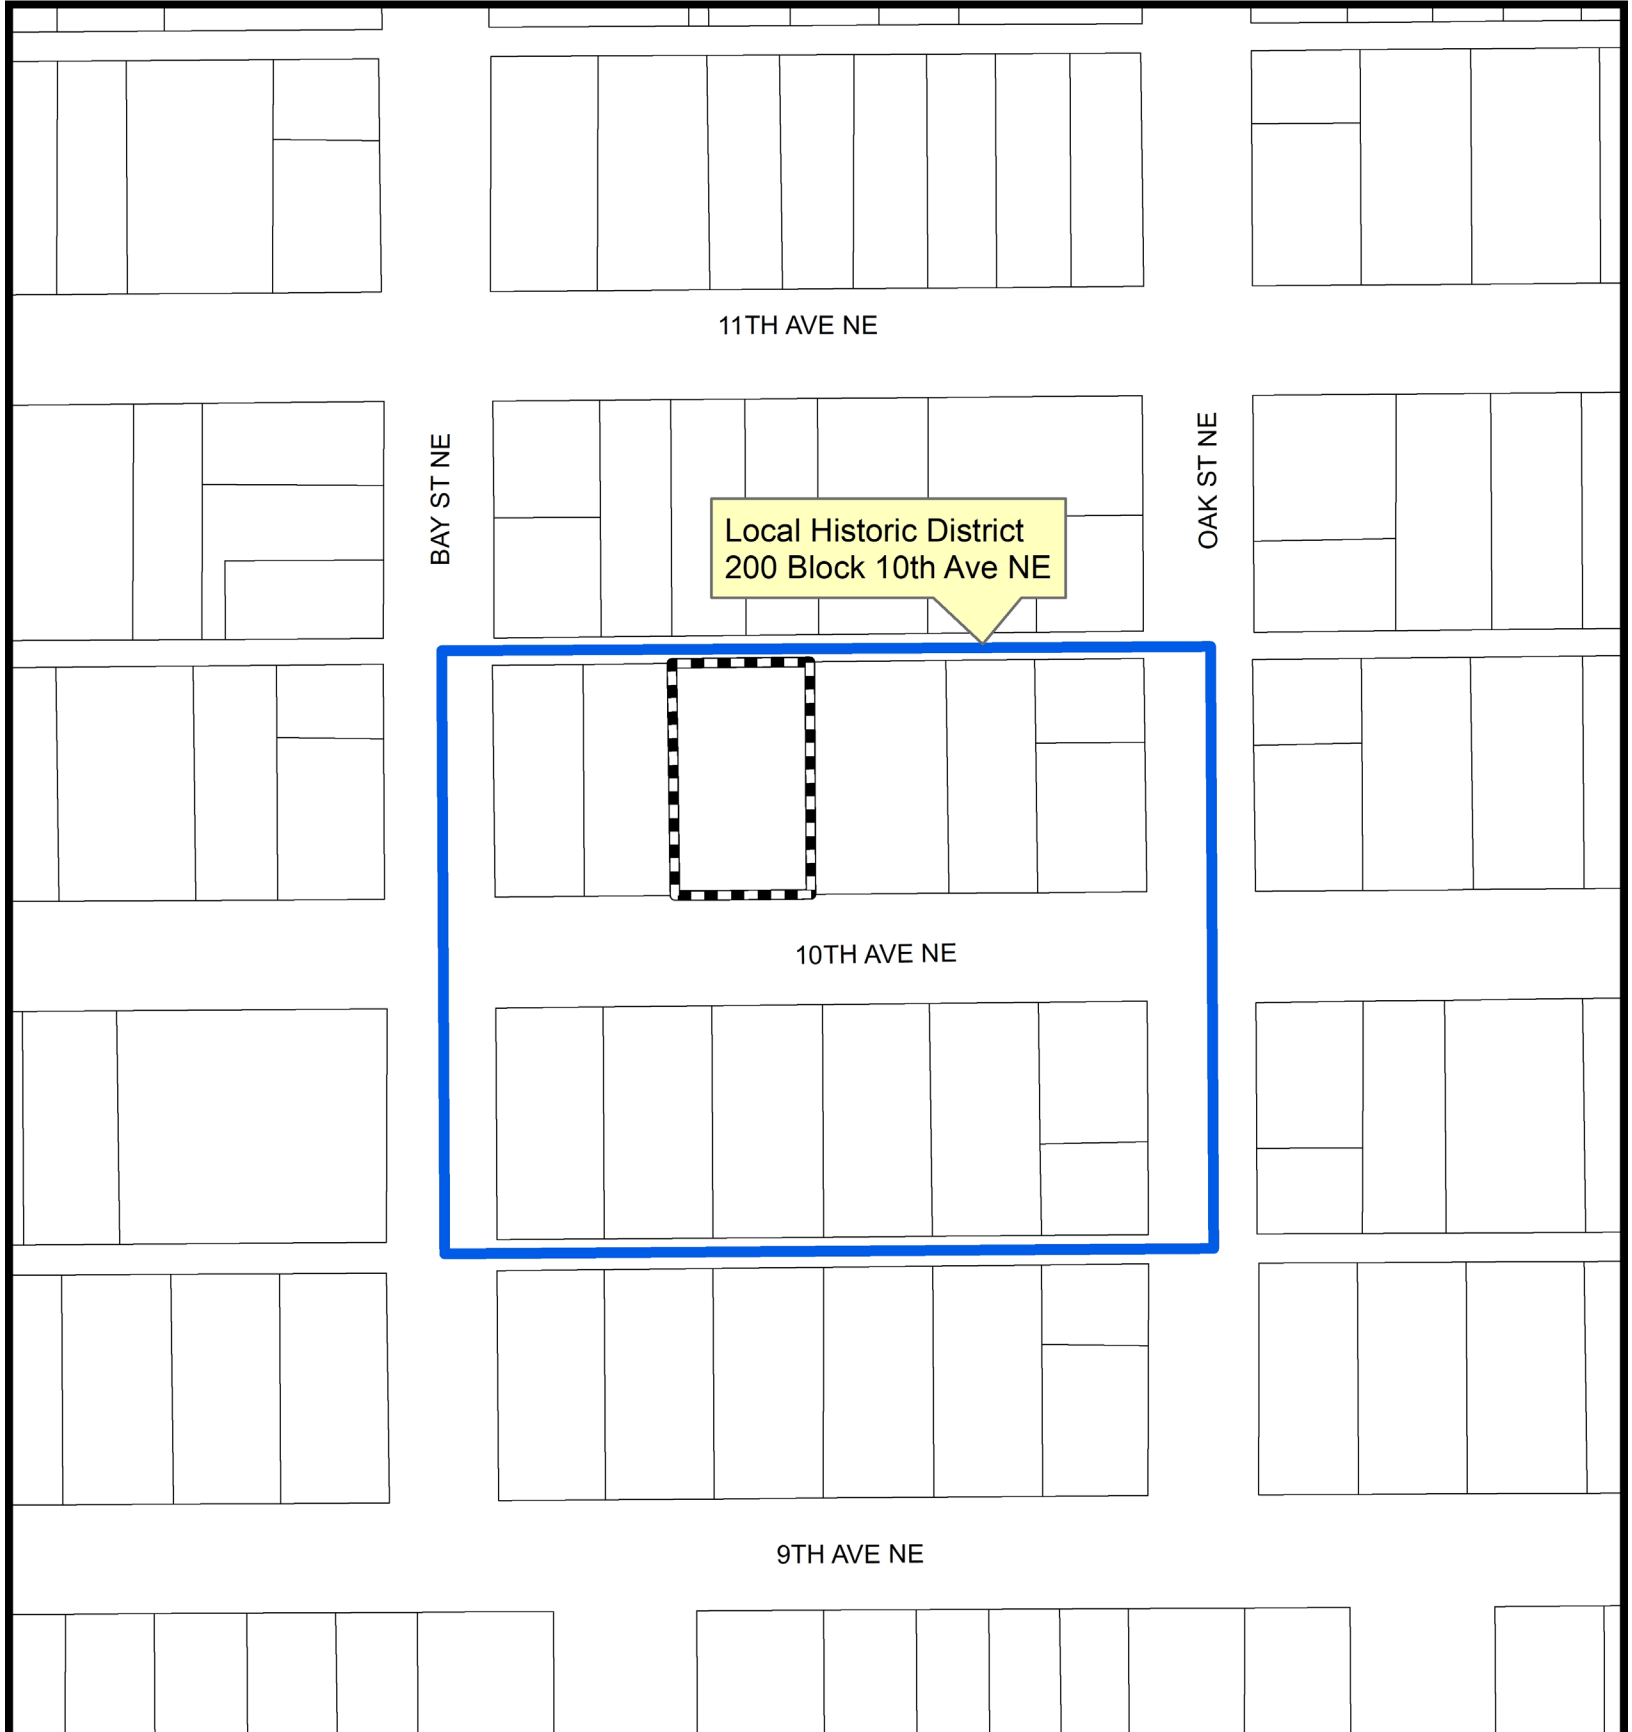 11TH AVE NE
BAY ST NE
OAK ST NE
Local Historic District
200 Block 10th Ave NE
10TH AVE NE
9TH AVE NE